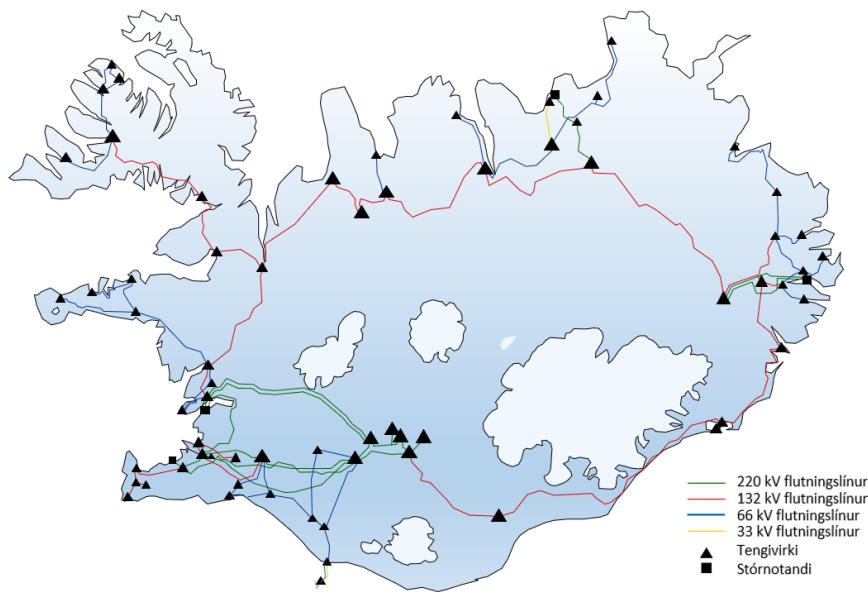 220 kV flutningslínur
132 kV flutningslínur
66 kV flutningslínur
33 kV flutningslínur
Tengivirki
Stórnotandi